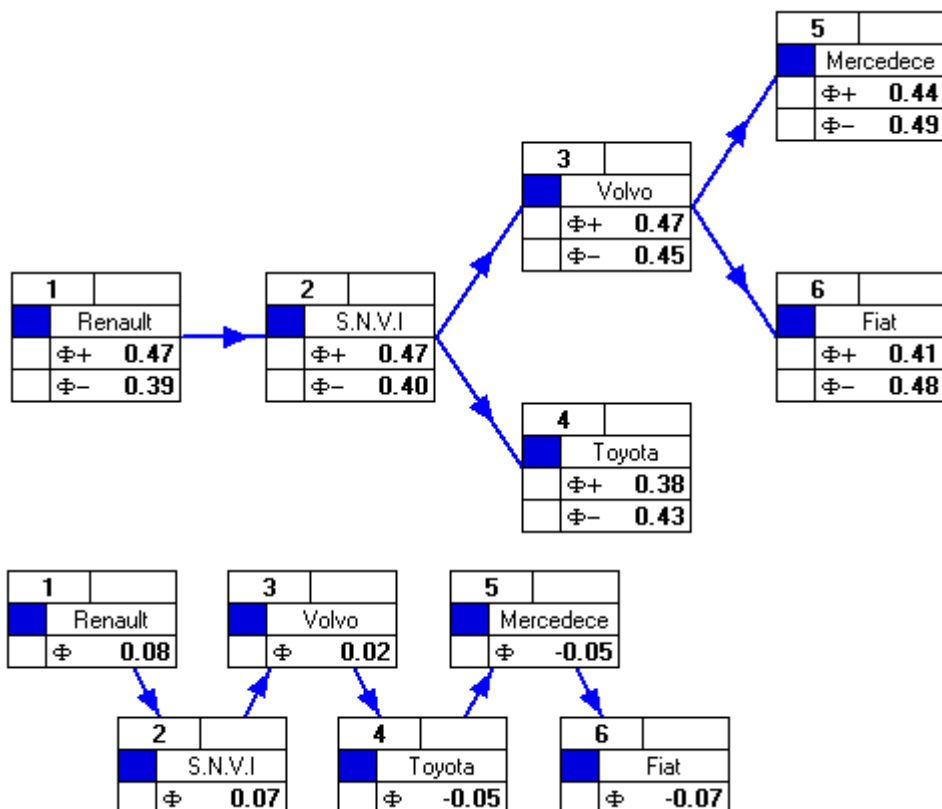 5
Mercedece
Φ+ 0.44
Φ− 0.49
3
Volvo
Φ+ 0.47
Φ− 0.45
1
Renault
Φ+ 0.47
Φ− 0.39
2
S.N.V.I
Φ+ 0.47
Φ− 0.40
6
Fiat
Φ+ 0.41
Φ− 0.48
4
Toyota
Φ+ 0.38
Φ− 0.43
1
Renault
Φ 0.08
3
Volvo
Φ 0.02
5
Mercedece
Φ -0.05
2
S.N.V.I
Φ 0.07
4
Toyota
Φ -0.05
6
Fiat
Φ -0.07